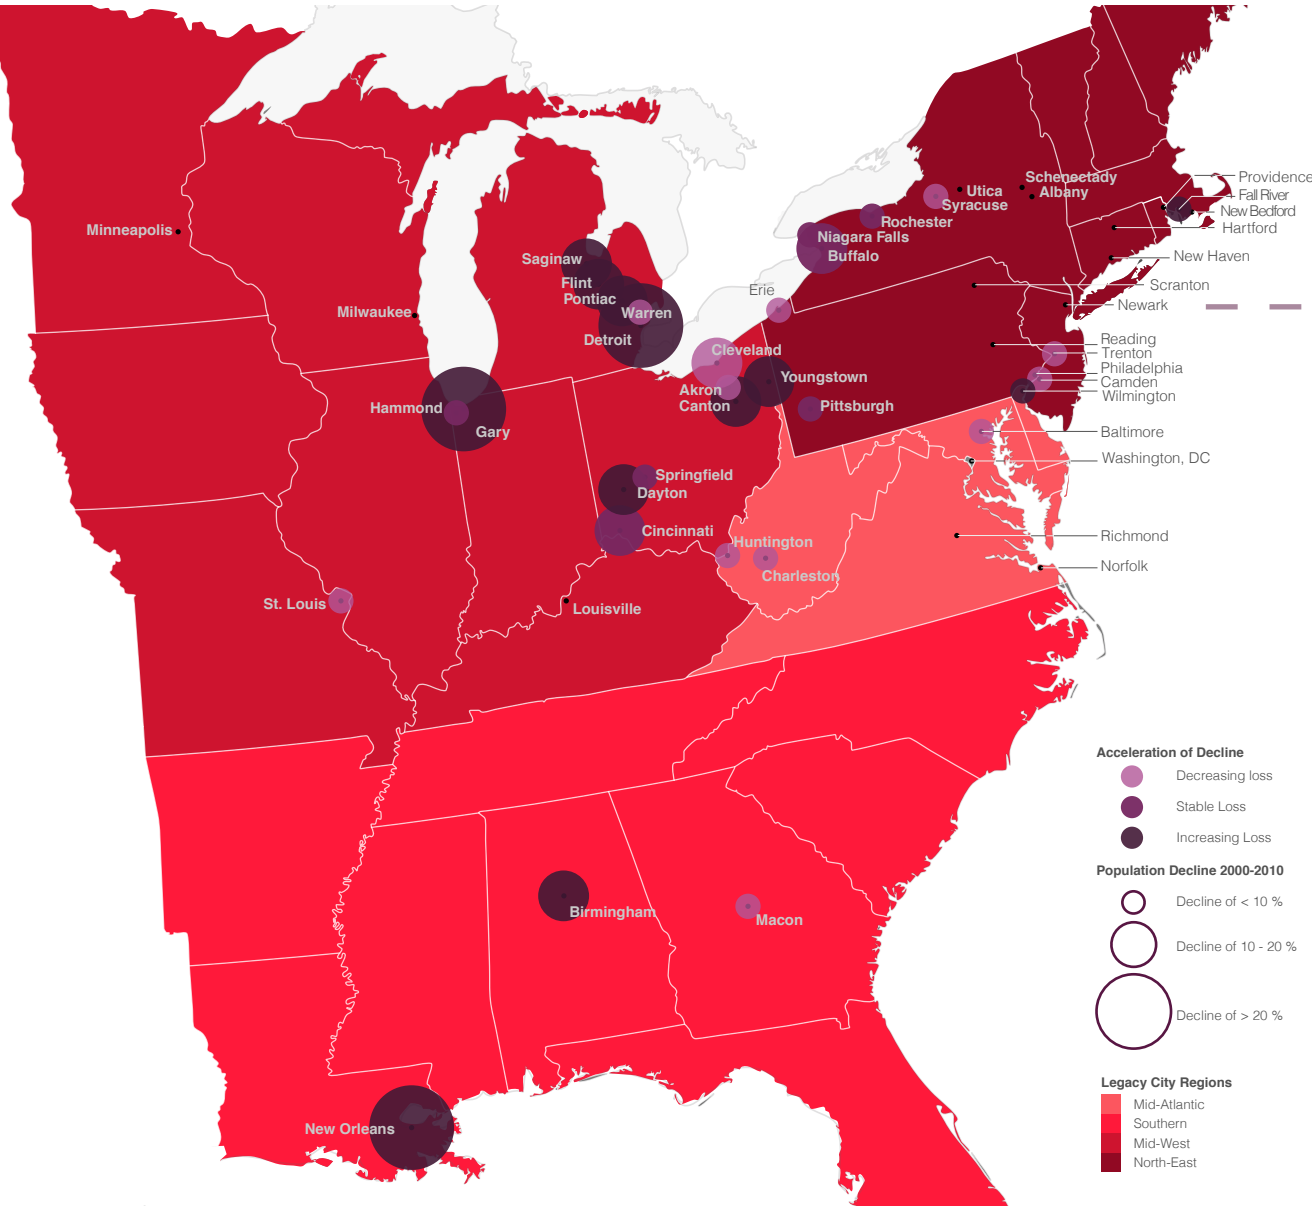 Schenectady
Providence
Utica
Albany
Fall River
Syracuse
New Bedford
Rochester
Hartford
Minneapolis
Niagara Falls
Buffalo
New Haven
Saginaw
Flint
Erie
Scranton
Pontiac
Newark
Milwaukee
Warren
Detroit
Reading
Cleveland
Trenton
Philadelphia
Youngstown
Camden
Akron
Wilmington
Hammond
Canton
Pittsburgh
Gary
Baltimore
Washington, DC
Springfield
Dayton
Cincinnati
Richmond
Huntington
Norfolk
Charleston
St. Louis
Louisville
Birmingham
Macon
New Orleans
Acceleration of Decline
Decreasing loss
Stable Loss
Increasing Loss
Population Decline 2000-2010
Decline of < 10 %
Decline of 10 - 20 %
Decline of > 20 %
Legacy City Regions
Mid-Atlantic
Southern
Mid-West
North-East